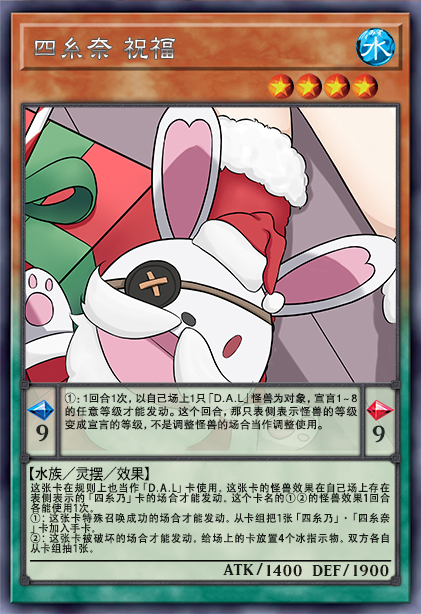 四糸奈 祝福
水
①：1回合1次，以自己场上1只「D.A.L」怪兽为对象，宣言1~8
的任意等级才能发动。这个回合，那只表侧表示怪兽的等级
变成宣言的等级，不是调整怪兽的场合当作调整使用。
9
9
【水族／灵摆／效果】
这张卡在规则上也当作「D.A.L」卡使用。这张卡的怪兽效果在自己场上存在
表侧表示的「四糸乃」卡的场合才能发动。这个卡名的①②的怪兽效果1回合
各能使用1次。
①：这张卡特殊召唤成功的场合才能发动。从卡组把1张「四糸乃」·「四糸奈」
卡加入手卡。
②：这张卡被破坏的场合才能发动。给场上的卡放置4个冰指示物，双方各自
从卡组抽1张。
ATK/1400 DEF/1900